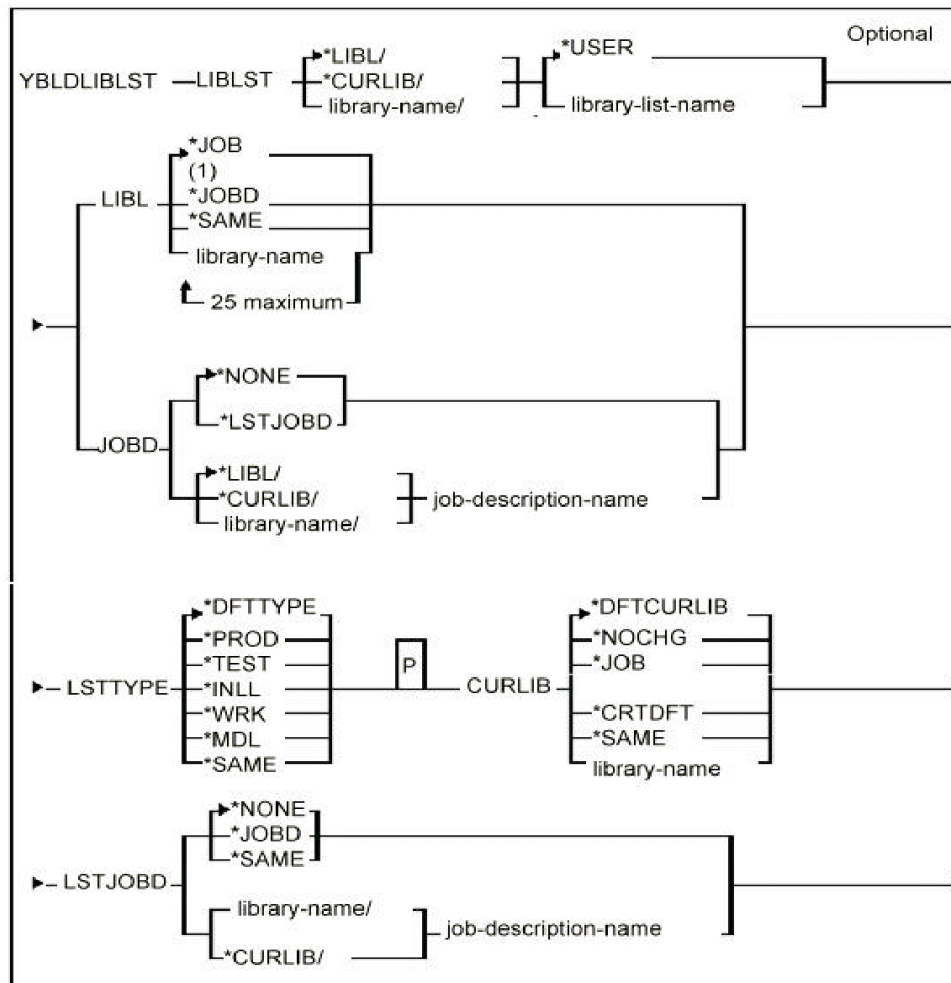 Optional
YBLDLIBLST LIBLST *LIBL/ *USER
*CURLIB/
library-name/ library-list-name
LIBL *JOB
(1)
*JOBD
*SAME
library-name
25 maximum
JOBD *NONE
*LSTJOBD
*LIBL/
*CURLIB/ job-description-name
library-name/
LSTTYPE *DFTTYPE
*PROD
*TEST
*INLL
*WRK
*MDL
*SAME
P
CURLIB *DFTCURLIB
*NOCHG
*JOB
*CRTDFT
*SAME
library-name
LSTJOBD *NONE
*JOBD
*SAME
library-name/
*CURLIB/ job-description-name